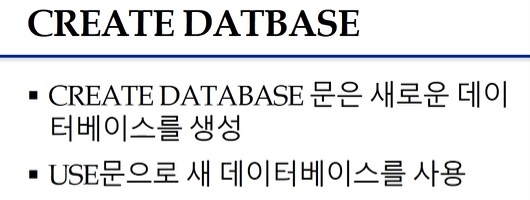 CREATE DATBASE
▪ CREATE DATABASE 문은 새로운 데이
터베이스를 생성
▪ USE문으로 새 데이터베이스를 사용